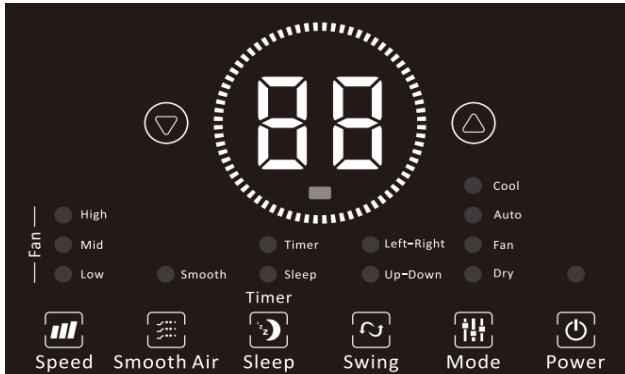 88
Cool
High
Auto
Fan
Mid
Timer
Left-Right
Fan
Low
Smooth
Sleep
Up-Down
Dry
Timer
Speed
Smooth Air
Sleep
Swing
Mode
Power